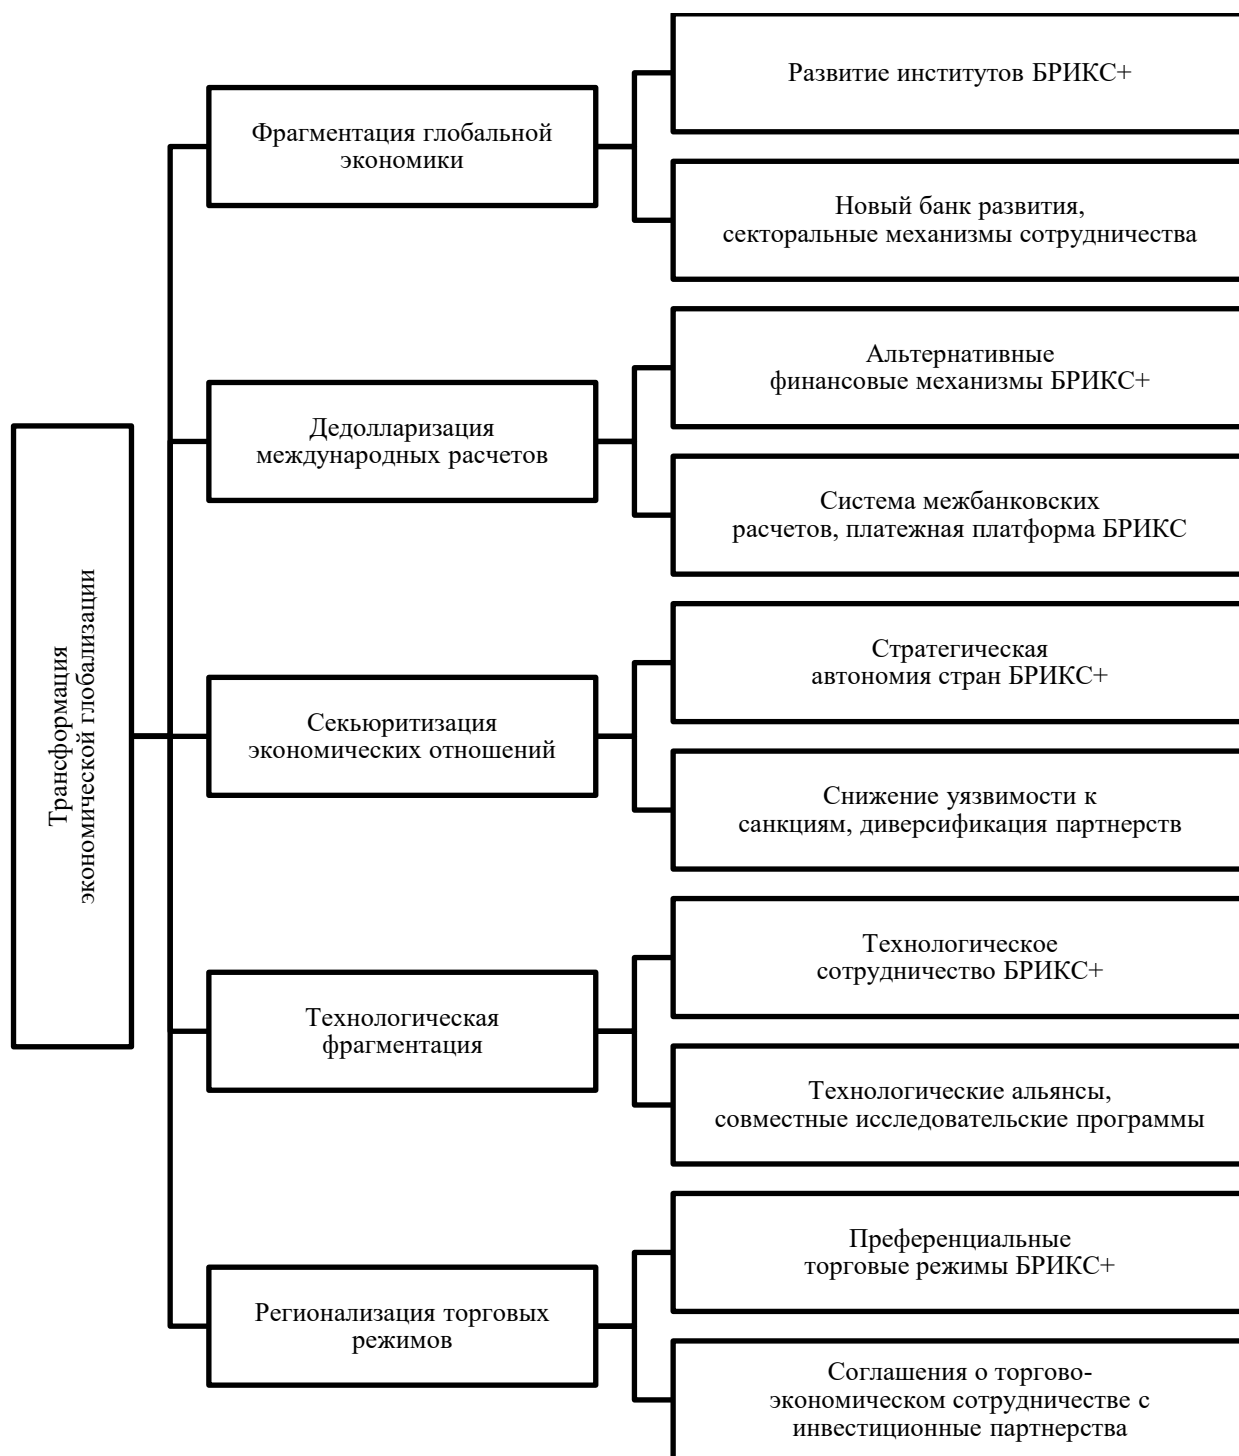 Трансформация
экономической глобализации
Фрагментация глобальной
экономики
Развитие институтов БРИКС+
Новый банк развития,
секторальные механизмы сотрудничества
Дедолларизация
международных расчетов
Альтернативные
финансовые механизмы БРИКС+
Система межбанковских
расчетов, платежная платформа БРИКС
Секьюритизация
экономических отношений
Стратегическая
автономия стран БРИКС+
Снижение уязвимости к
санкциям, диверсификация партнерств
Технологическая
фрагментация
Технологическое
сотрудничество БРИКС+
Технологические альянсы,
совместные исследовательские программы
Регионализация торговых
режимов
Преференциальные
торговые режимы БРИКС+
Соглашения о торгово-
экономическом сотрудничестве с
инвестиционные партнерства